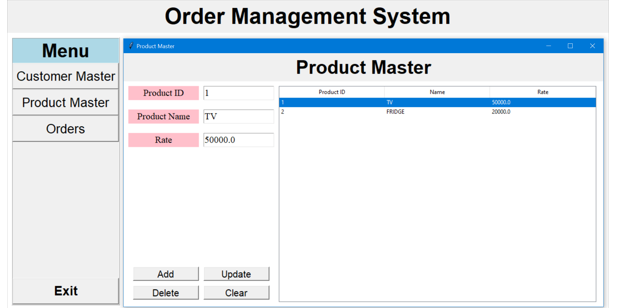 Order Management System
Menu
Customer Master
Product Master
Orders
Exit
Product Master
Product Master
Product ID 1
Product Name TV
Rate 50000.0
Add Update
Delete Clear
Product ID Name Rate
1 TV 50000.0
2 FRIDGE 20000.0